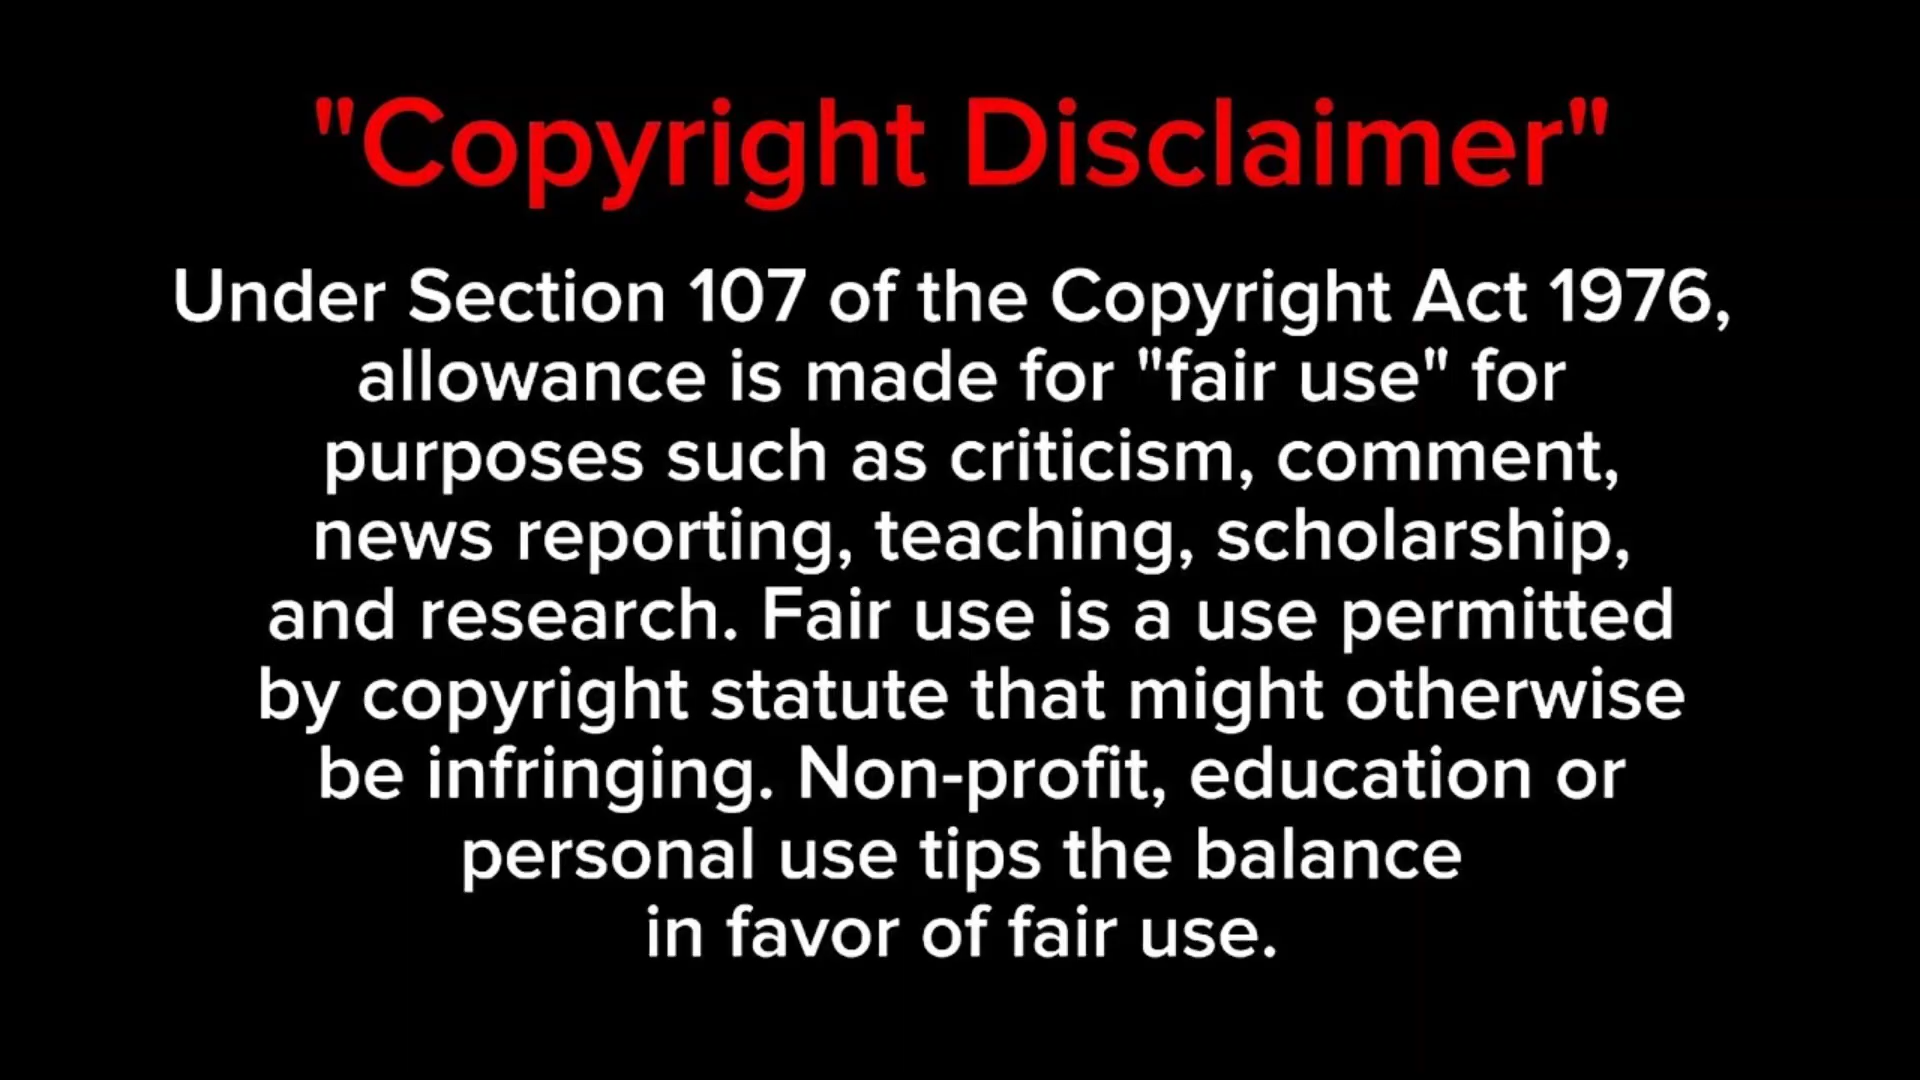 "Copyright Disclaimer"
Under Section 107 of the Copyright Act 1976,
allowance is made for "fair use" for
purposes such as criticism, comment,
news reporting, teaching, scholarship,
and research. Fair use is a use permitted
by copyright statute that might otherwise
be infringing. Non-profit, education or
personal use tips the balance
in favor of fair use.